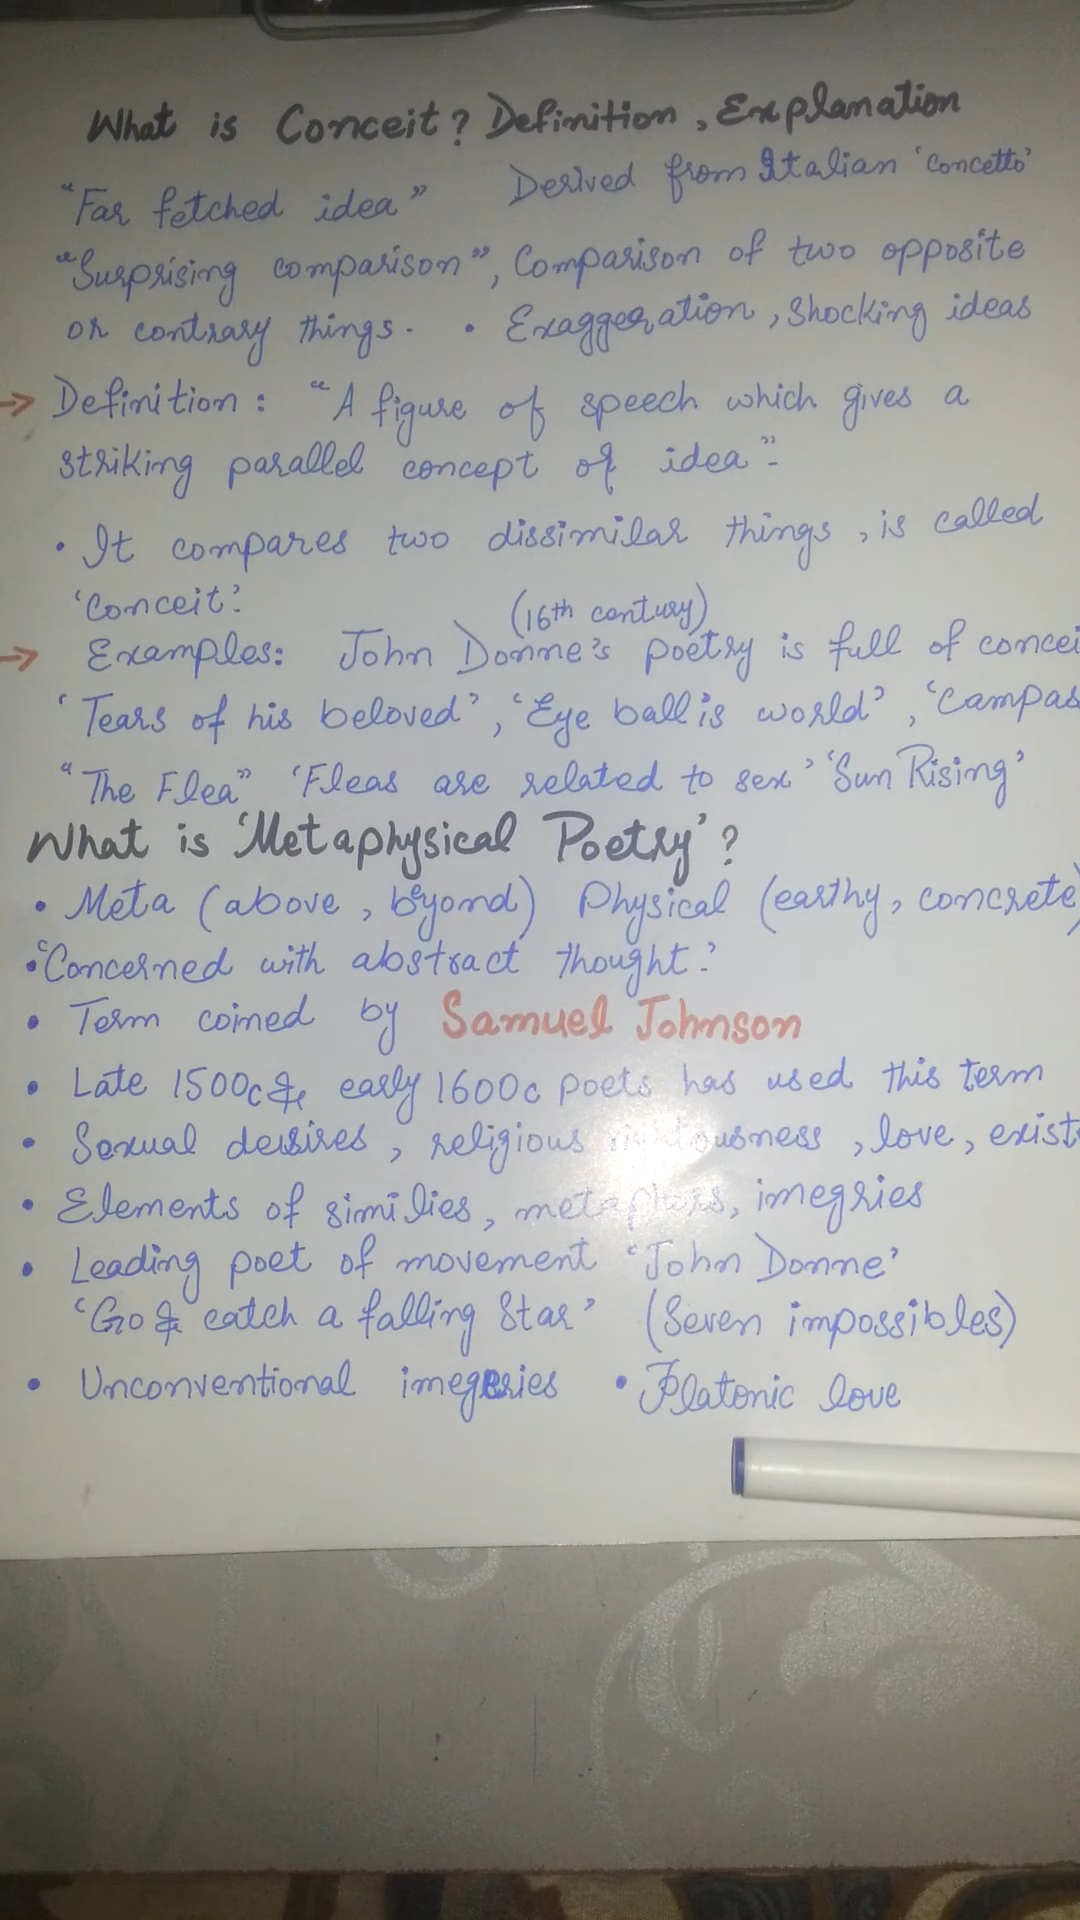 What is Conceit? Definition, Explanation
"Far fetched idea" Derived from Italian 'concetto'
"Surprising comparison", Comparison of two opposite
or contrary things. • Exaggeration, Shocking ideas
→ Definition: "A figure of speech which gives a
striking parallel concept of idea".
• It compares two dissimilar things, is called
'Conceit'.
(16th century)
→ Examples: John Donne's poetry is full of concei
'Tears of his beloved', 'Eye ball is world', 'Campas
"The Flea" 'Fleas are related to sex' 'Sun Rising'
What is 'Metaphysical Poetry'?
• Meta (above, beyond) Physical (earthy, concrete)
• 'Concerned with abstract thought.'
• Term coined by Samuel Johnson
• Late 1500c & early 1600c poets has used this term
• Sexual desires, religious , love, exist
• Elements of similies, metaphors, imegries
• Leading poet of movement 'John Donne'
'Go & catch a falling Star' (Seven impossibles)
• Unconventional imegeries • Platonic love